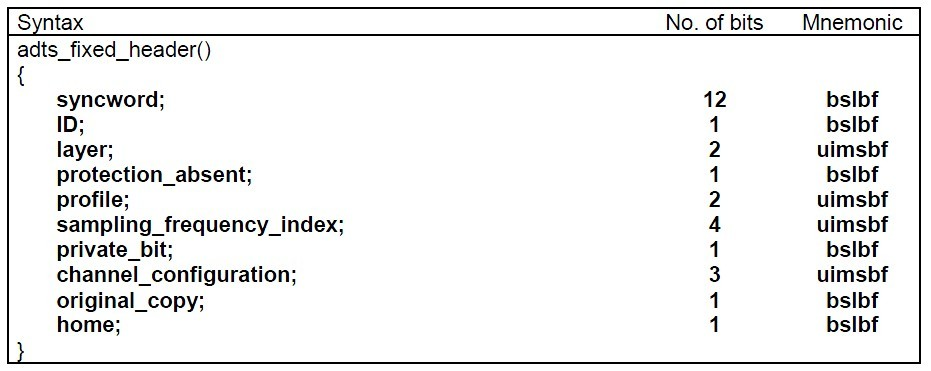 Syntax No. of bits Mnemonic
adts_fixed_header()
{
syncword; 12 bslbf
ID; 1 bslbf
layer; 2 uimsbf
protection_absent; 1 bslbf
profile; 2 uimsbf
sampling_frequency_index; 4 uimsbf
private_bit; 1 bslbf
channel_configuration; 3 uimsbf
original_copy; 1 bslbf
home; 1 bslbf
}